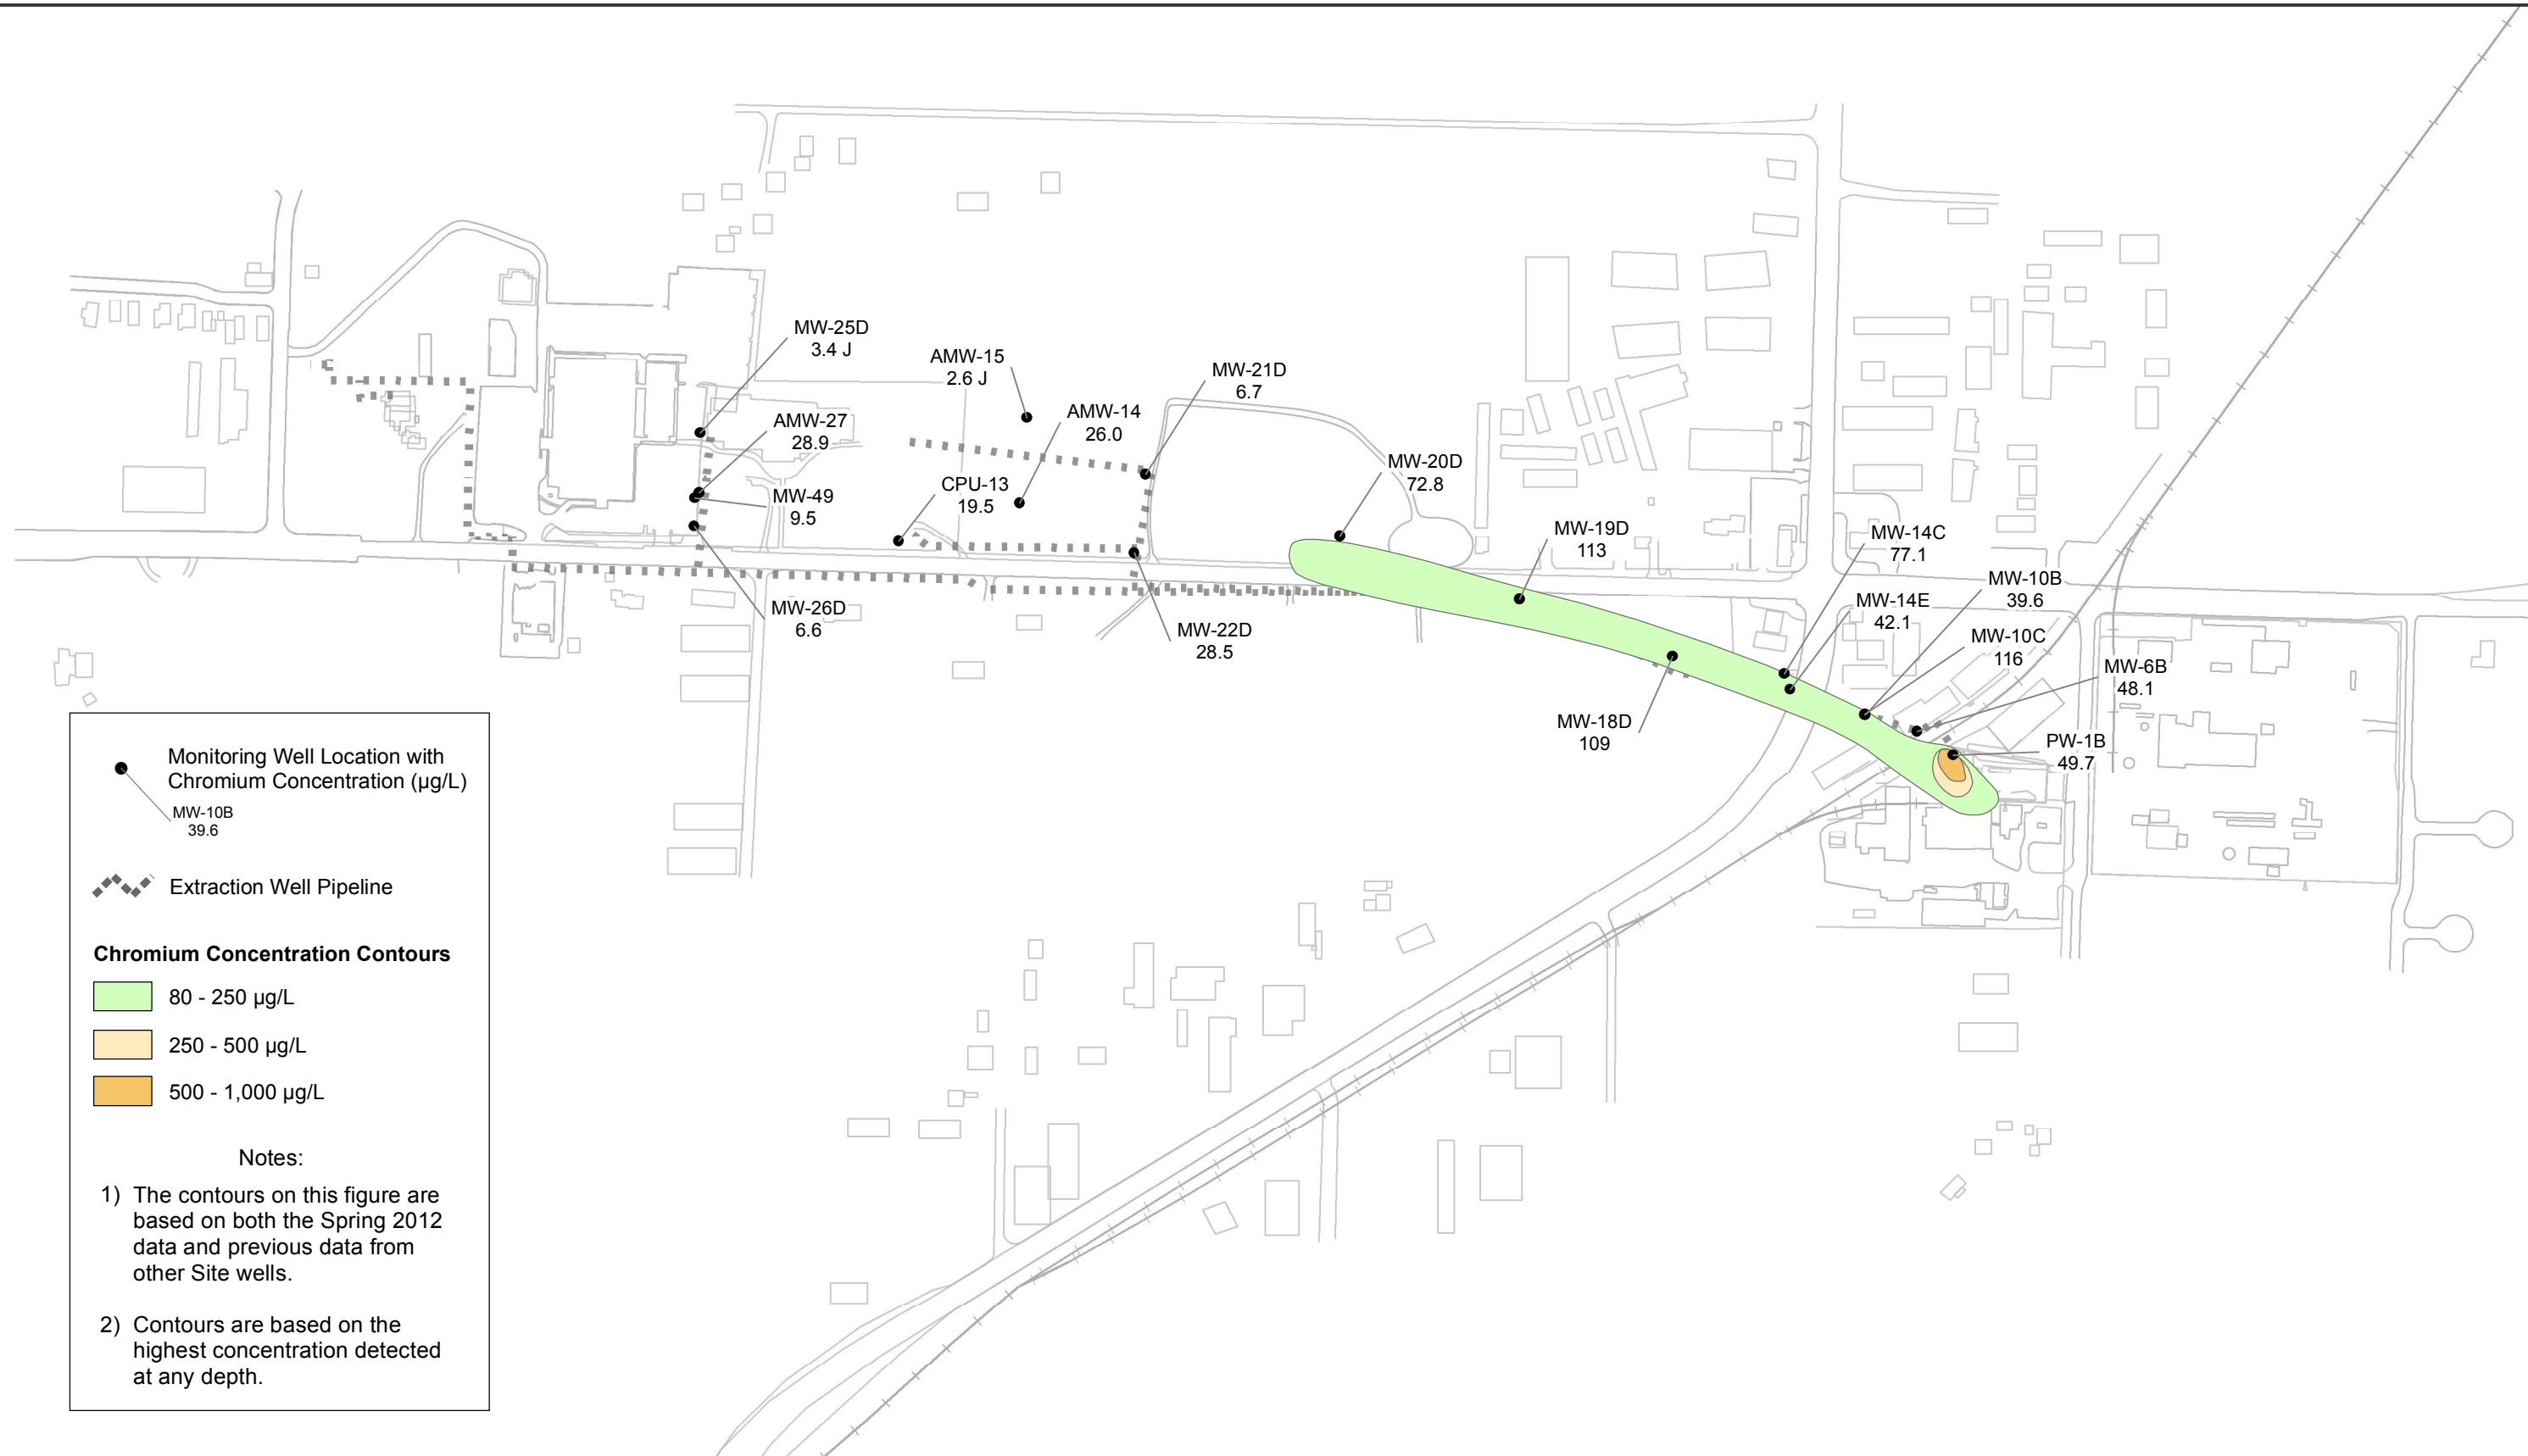 MW-25D
3.4 J
AMW-15
2.6 J
MW-21D
6.7
AMW-14
26.0
AMW-27
28.9
MW-20D
72.8
CPU-13
19.5
MW-49
9.5
MW-19D
113
MW-14C
77.1
MW-10B
39.6
MW-14E
42.1
MW-26D
6.6
MW-22D
28.5
MW-10C
116
MW-6B
48.1
MW-18D
109
PW-1B
49.7
Monitoring Well Location with
Chromium Concentration (µg/L)
MW-10B
39.6
Extraction Well Pipeline
Chromium Concentration Contours
80 - 250 µg/L
250 - 500 µg/L
500 - 1,000 µg/L
Notes:
1) The contours on this figure are
based on both the Spring 2012
data and previous data from
other Site wells.
2) Contours are based on the
highest concentration detected
at any depth.